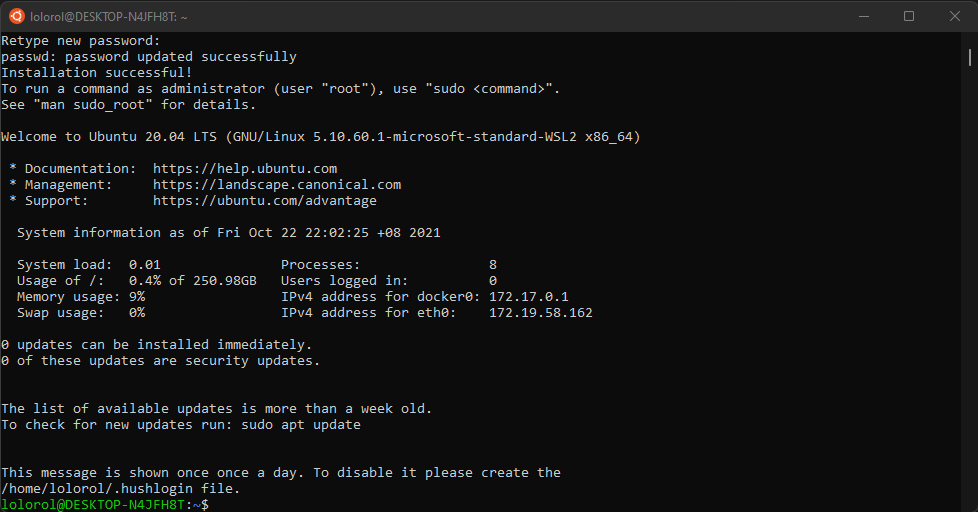 lolorol@DESKTOP-N4JFH8T: ~
Retype new password:
passwd: password updated successfully
Installation successful!
To run a command as administrator (user "root"), use "sudo <command>".
See "man sudo_root" for details.

Welcome to Ubuntu 20.04 LTS (GNU/Linux 5.10.60.1-microsoft-standard-WSL2 x86_64)

 * Documentation:  https://help.ubuntu.com
 * Management:     https://landscape.canonical.com
 * Support:        https://ubuntu.com/advantage

  System information as of Fri Oct 22 22:02:25 +08 2021

  System load:  0.01               Processes:                8
  Usage of /:   0.4% of 250.98GB   Users logged in:          0
  Memory usage: 9%                 IPv4 address for docker0: 172.17.0.1
  Swap usage:   0%                 IPv4 address for eth0:    172.19.58.162

0 updates can be installed immediately.
0 of these updates are security updates.


The list of available updates is more than a week old.
To check for new updates run: sudo apt update


This message is shown once once a day. To disable it please create the
/home/lolorol/.hushlogin file.
lolorol@DESKTOP-N4JFH8T:~$